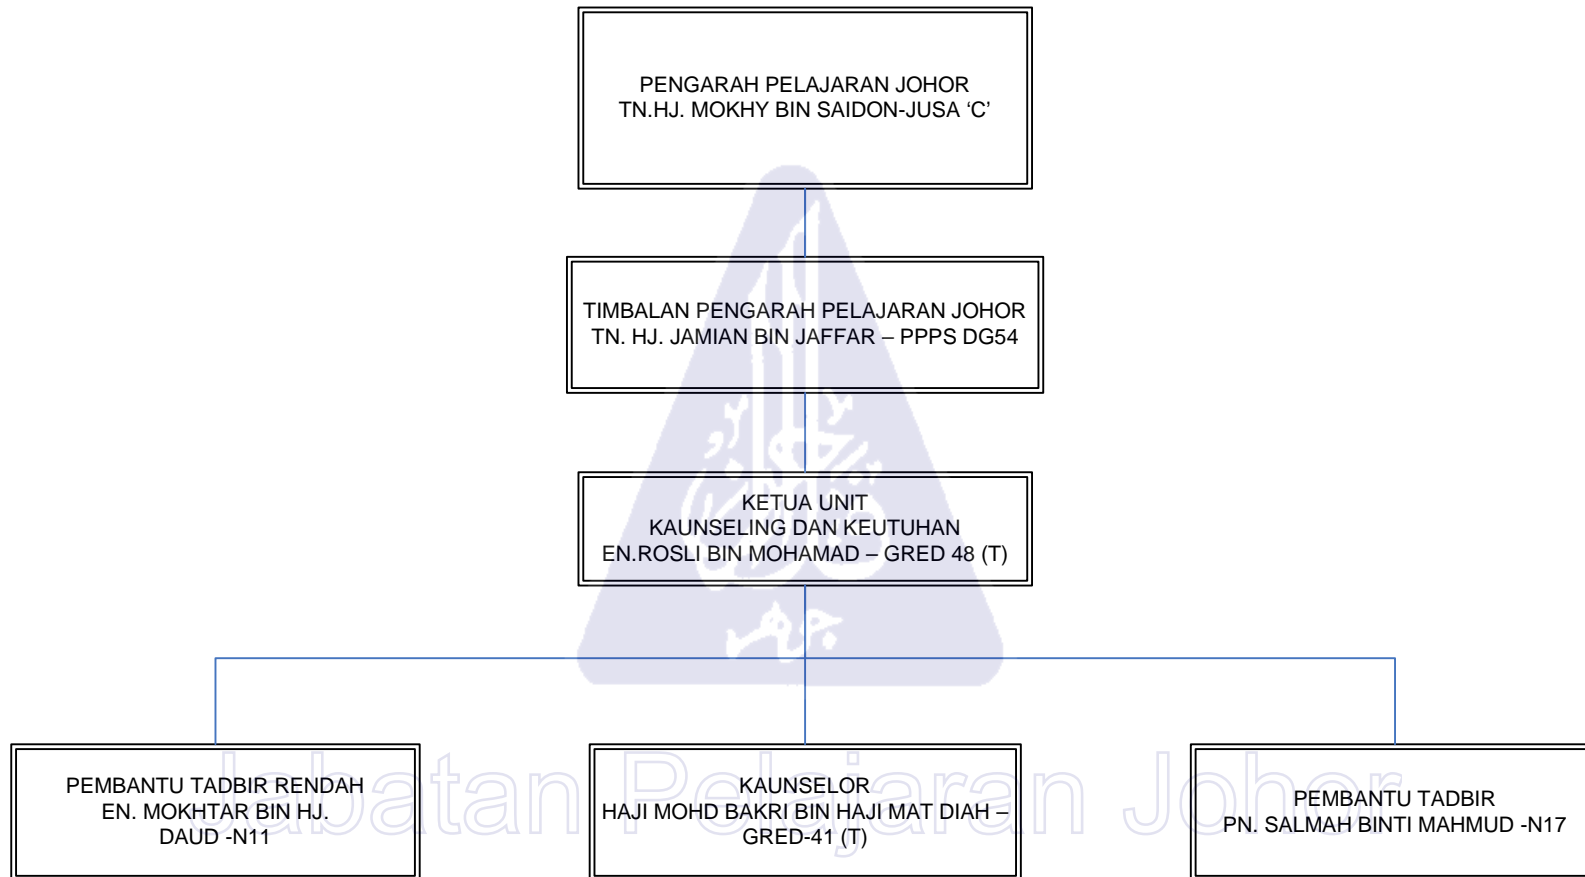 PENGARAH PELAJARAN JOHOR
TN.HJ. MOKHY BIN SAIDON-JUSA ‘C’
TIMBALAN PENGARAH PELAJARAN JOHOR
TN. HJ. JAMIAN BIN JAFFAR – PPPS DG54
KETUA UNIT
KAUNSELING DAN KEUTUHAN
EN.ROSLI BIN MOHAMAD – GRED 48 (T)
PEMBANTU TADBIR RENDAH
EN. MOKHTAR BIN HJ.
DAUD -N11
KAUNSELOR
HAJI MOHD BAKRI BIN HAJI MAT DIAH –
GRED-41 (T)
PEMBANTU TADBIR
PN. SALMAH BINTI MAHMUD -N17
Jabatan Pelajaran Johor